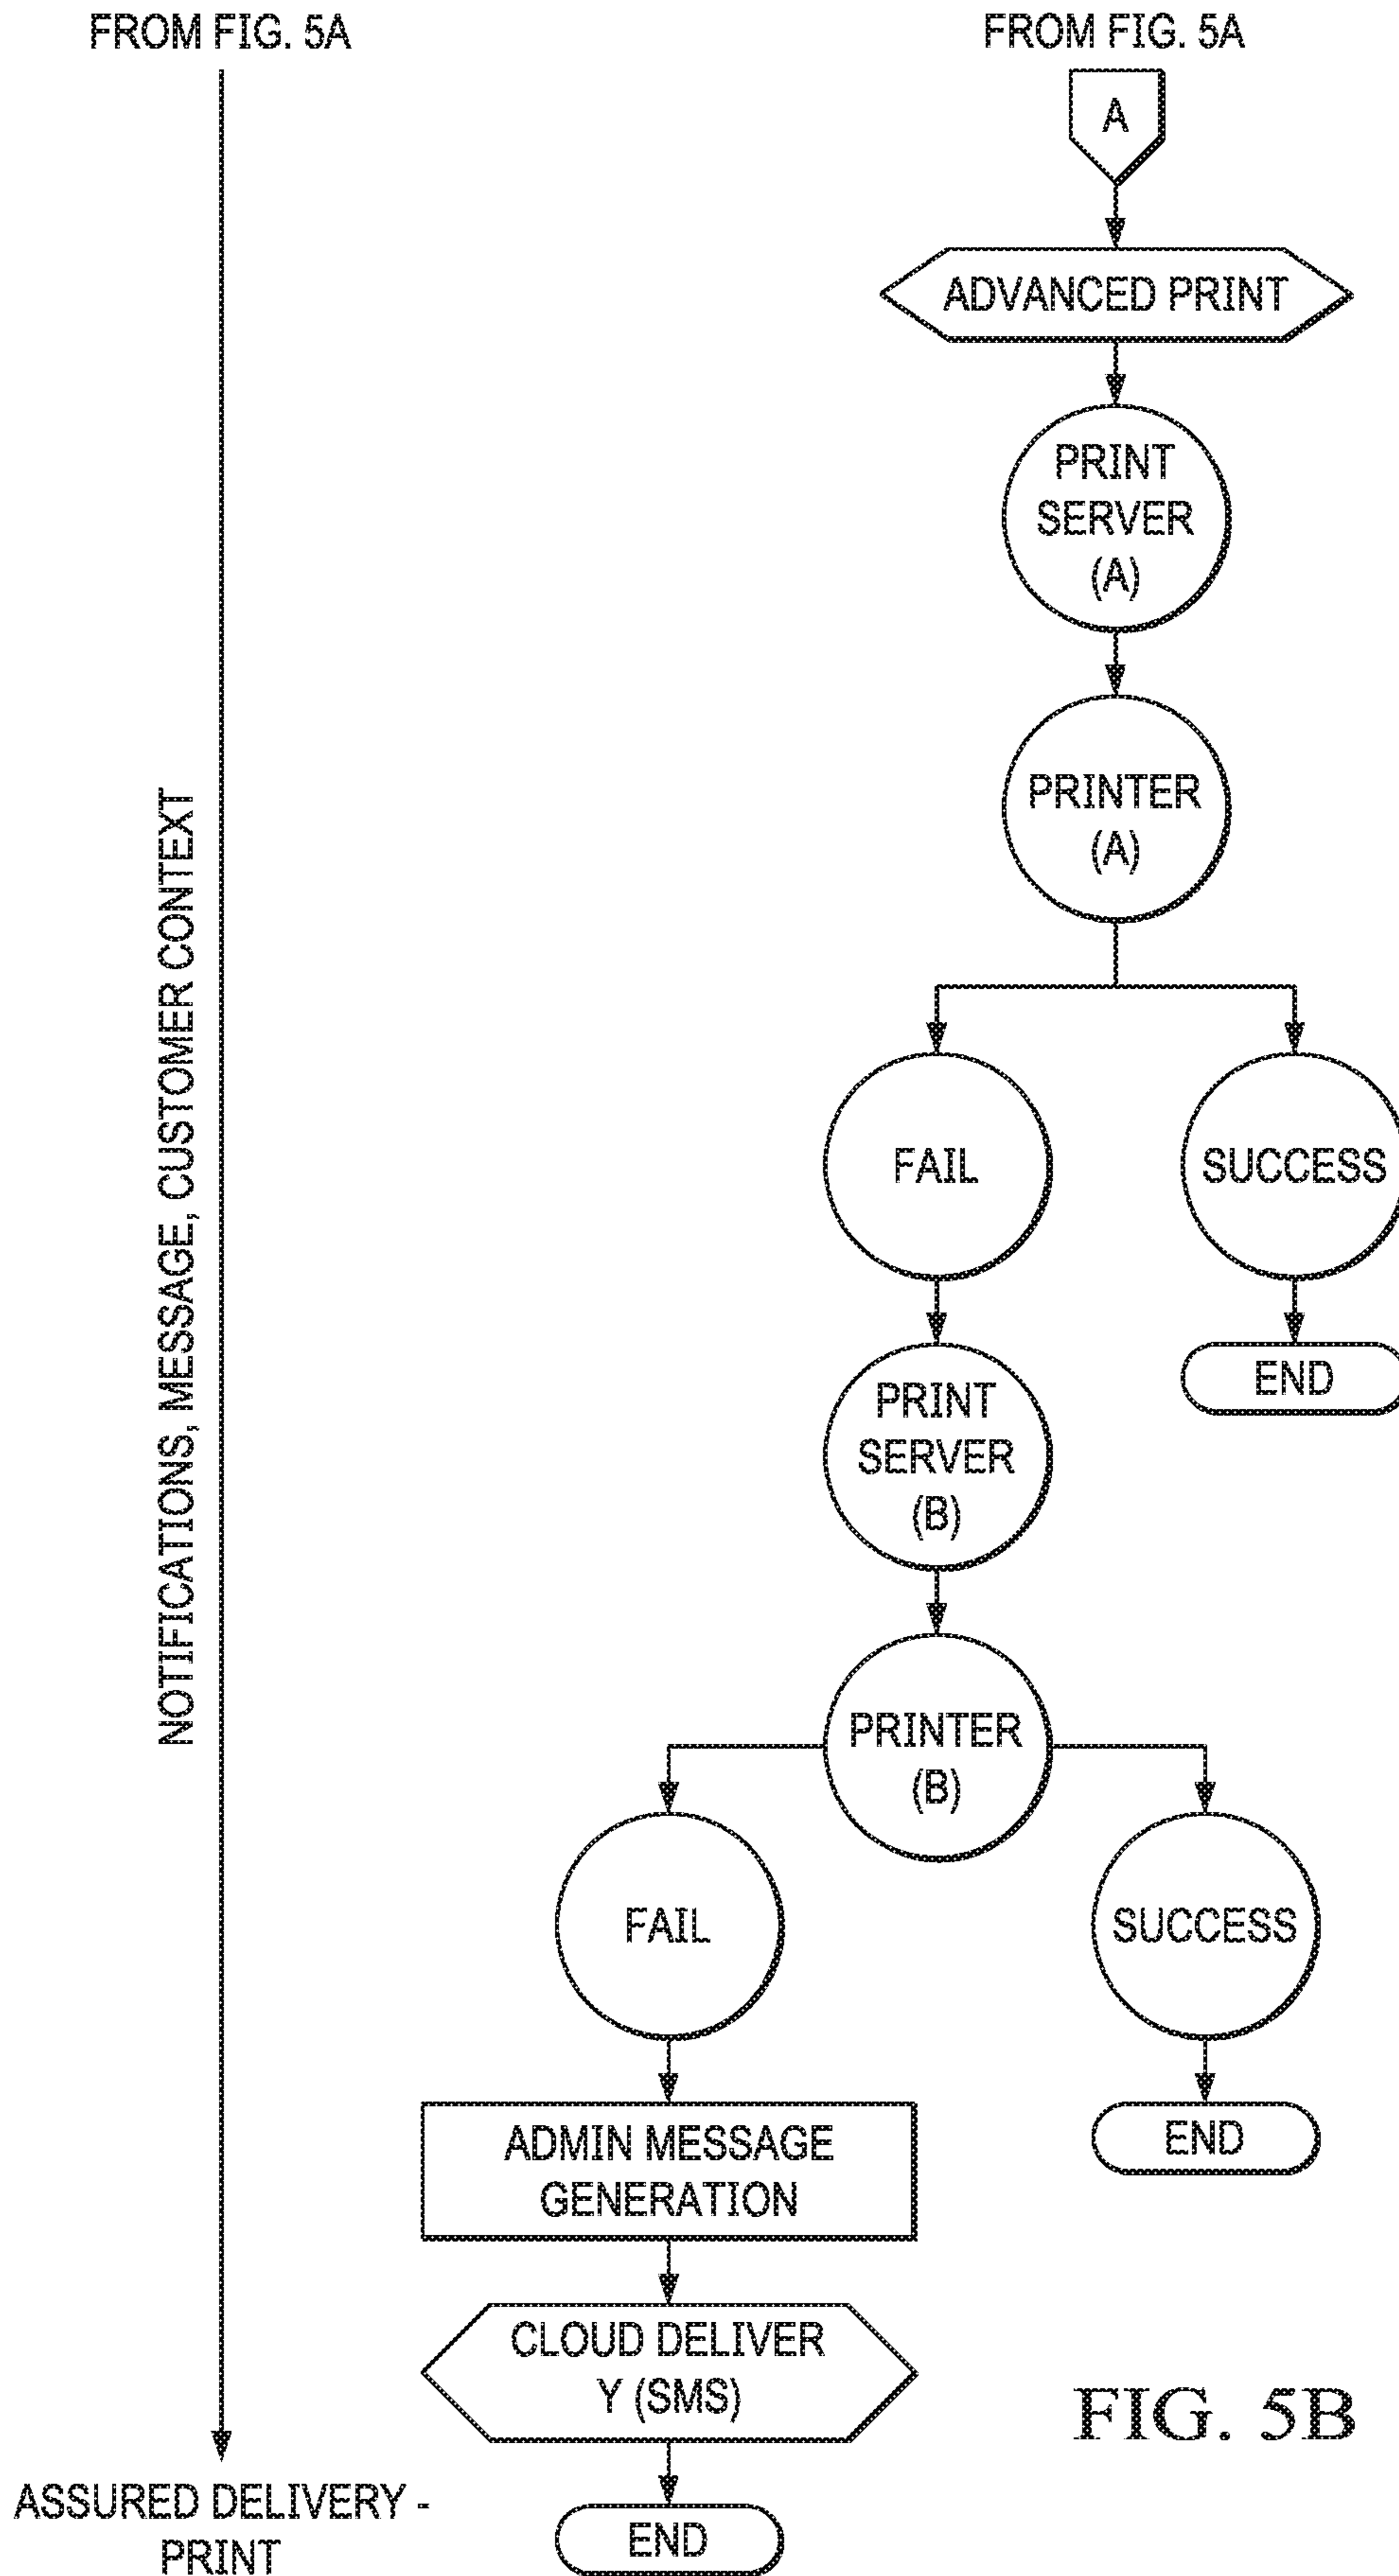 FROM FIG. 5A
FROM FIG. 5A
A
ADVANCED PRINT
PRINT
SERVER
(A)
PRINTER
(A)
NOTIFICATIONS, MESSAGE, CUSTOMER CONTEXT
FAIL
SUCCESS
END
PRINT
SERVER
(B)
PRINTER
(B)
FAIL
SUCCESS
ADMIN MESSAGE
GENERATION
END
CLOUD DELIVER
Y (SMS)
FIG. 5B
ASSURED DELIVERY -
PRINT
END